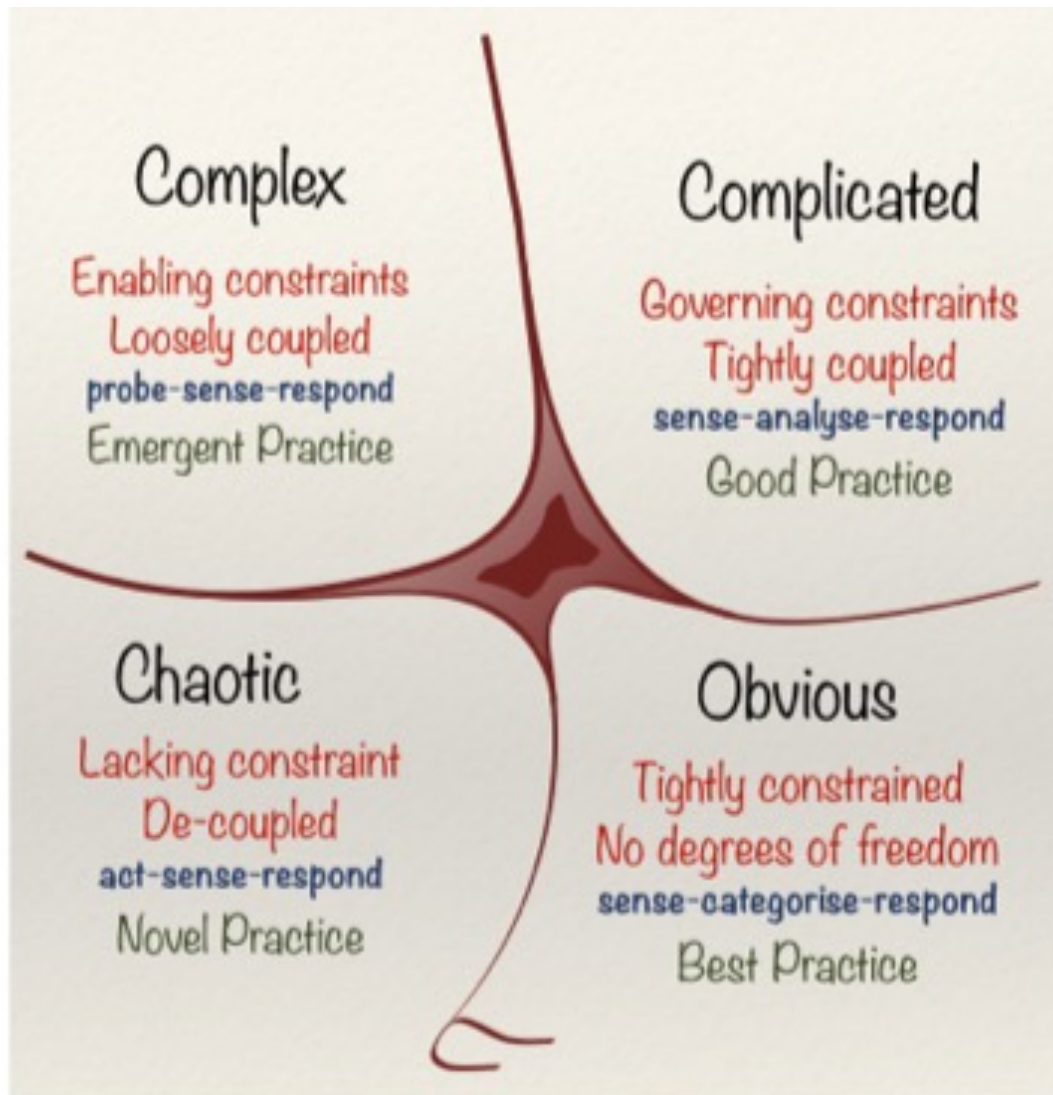 Complex
Enabling constraints
Loosely coupled
probe-sense-respond
Emergent Practice
Complicated
Governing constraints
Tightly coupled
sense-analyse-respond
Good Practice
Chaotic
Lacking constraint
De-coupled
act-sense-respond
Novel Practice
Obvious
Tightly constrained
No degrees of freedom
sense-categorise-respond
Best Practice